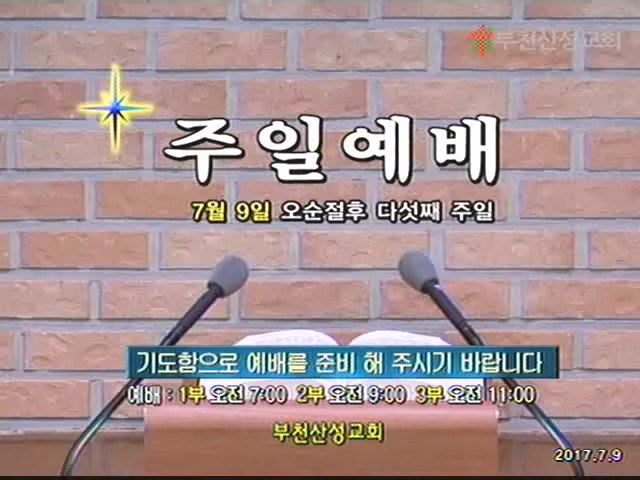 부천산성교회
주일예배
7월 9일 오순절후 다섯째 주일
기도함으로 예배를 준비 해 주시기 바랍니다
예배 : 1부 오전 7:00 2부 오전 9:00 3부 오전 11:00
부천산성교회
2017.7.9